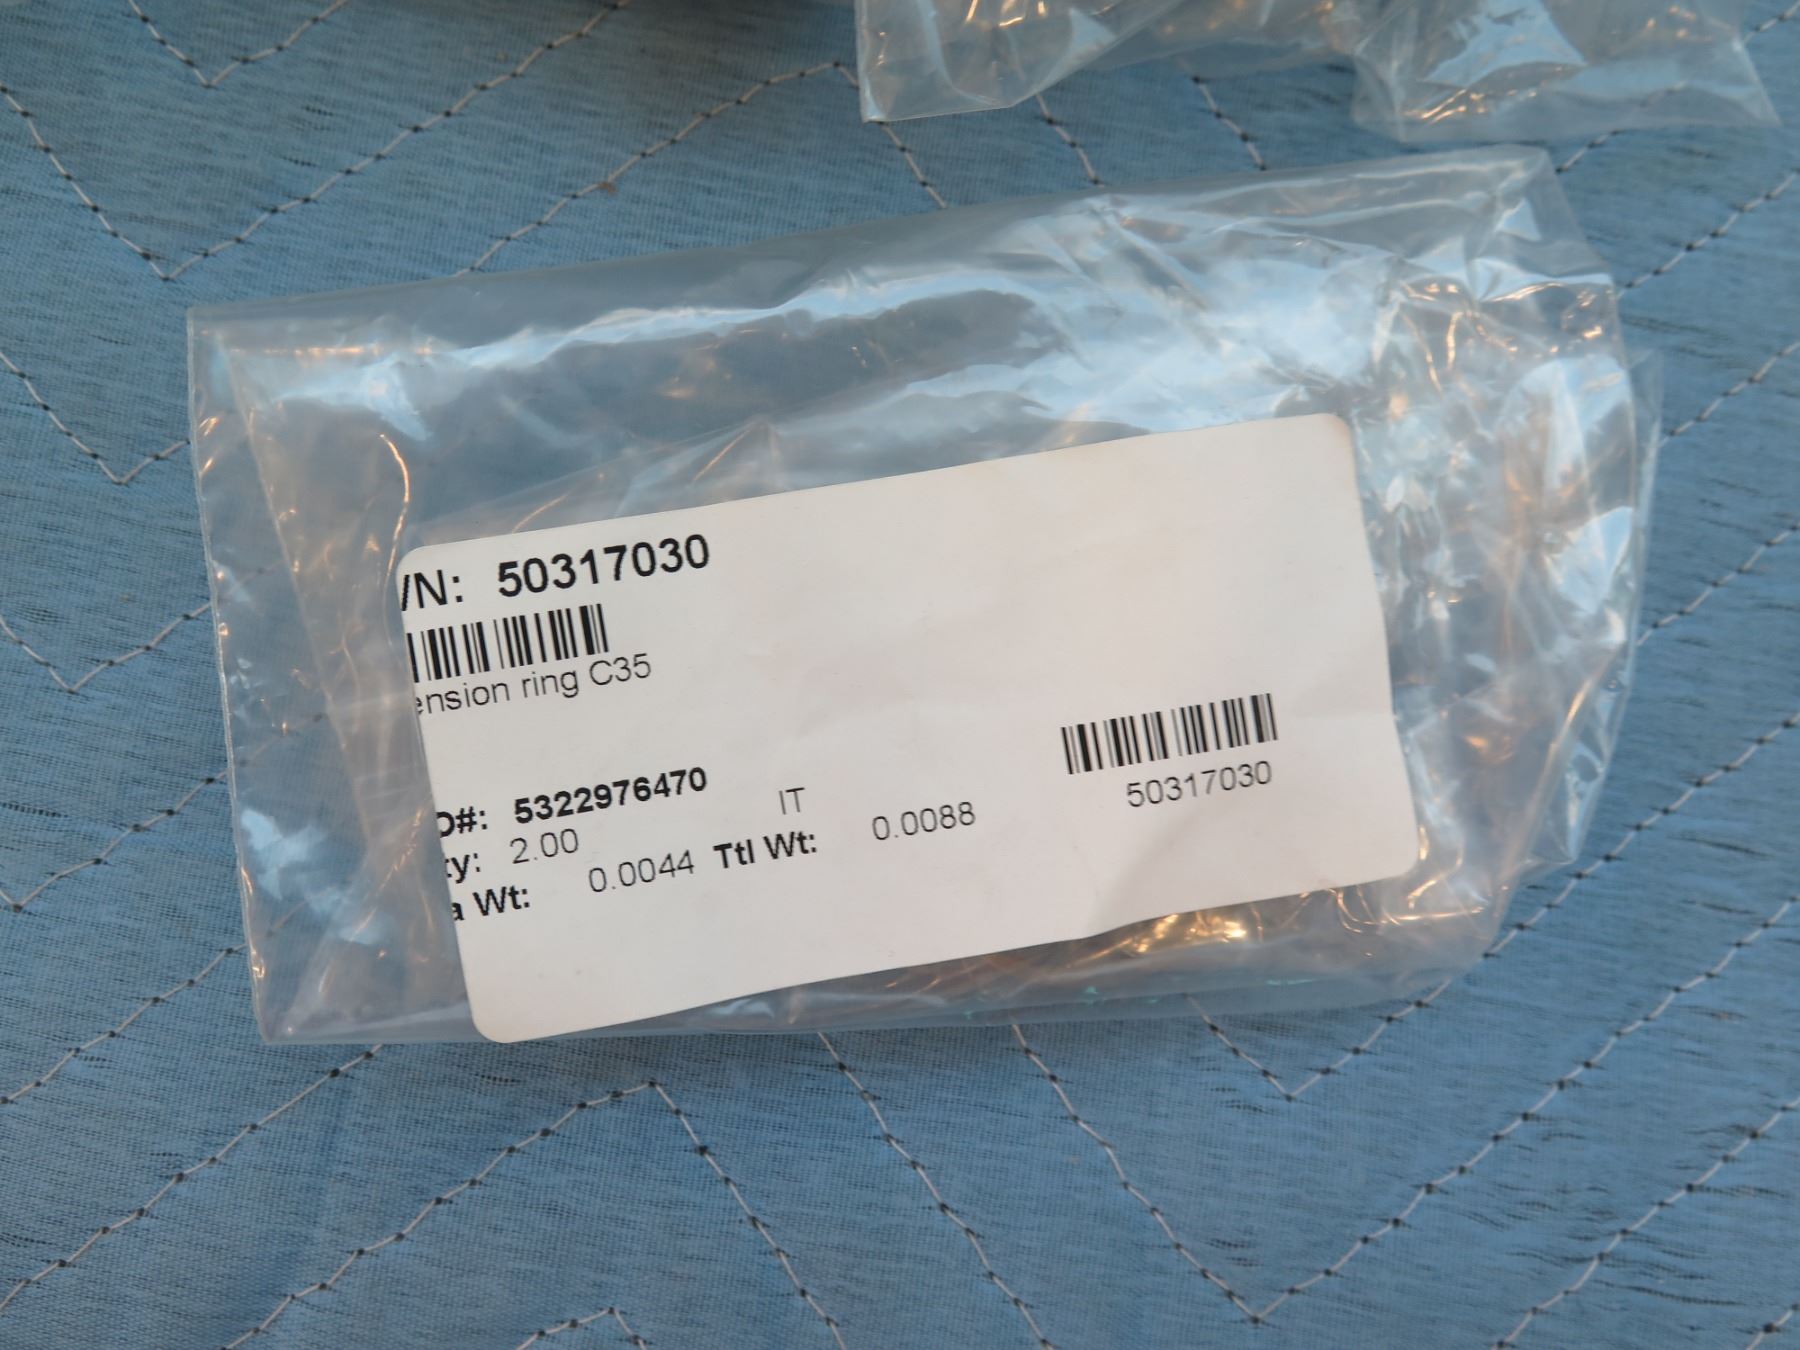 /N: 50317030
ension ring C35
O#: 5322976470
ty: 2.00 IT
a Wt: 0.0044 Ttl Wt: 0.0088
50317030